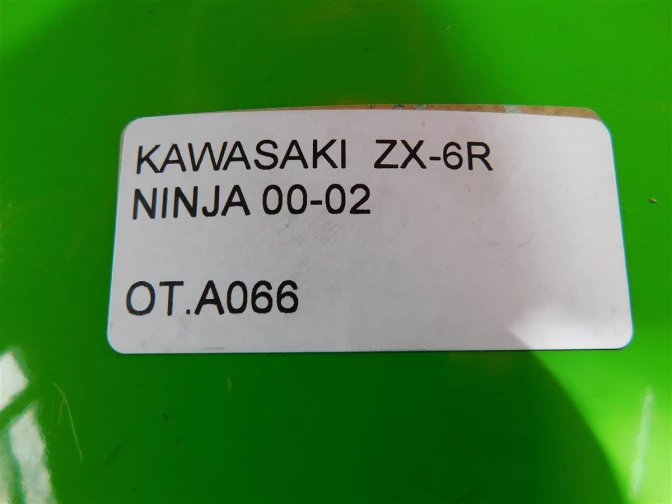 KAWASAKI ZX-6R
NINJA 00-02
OT.A066